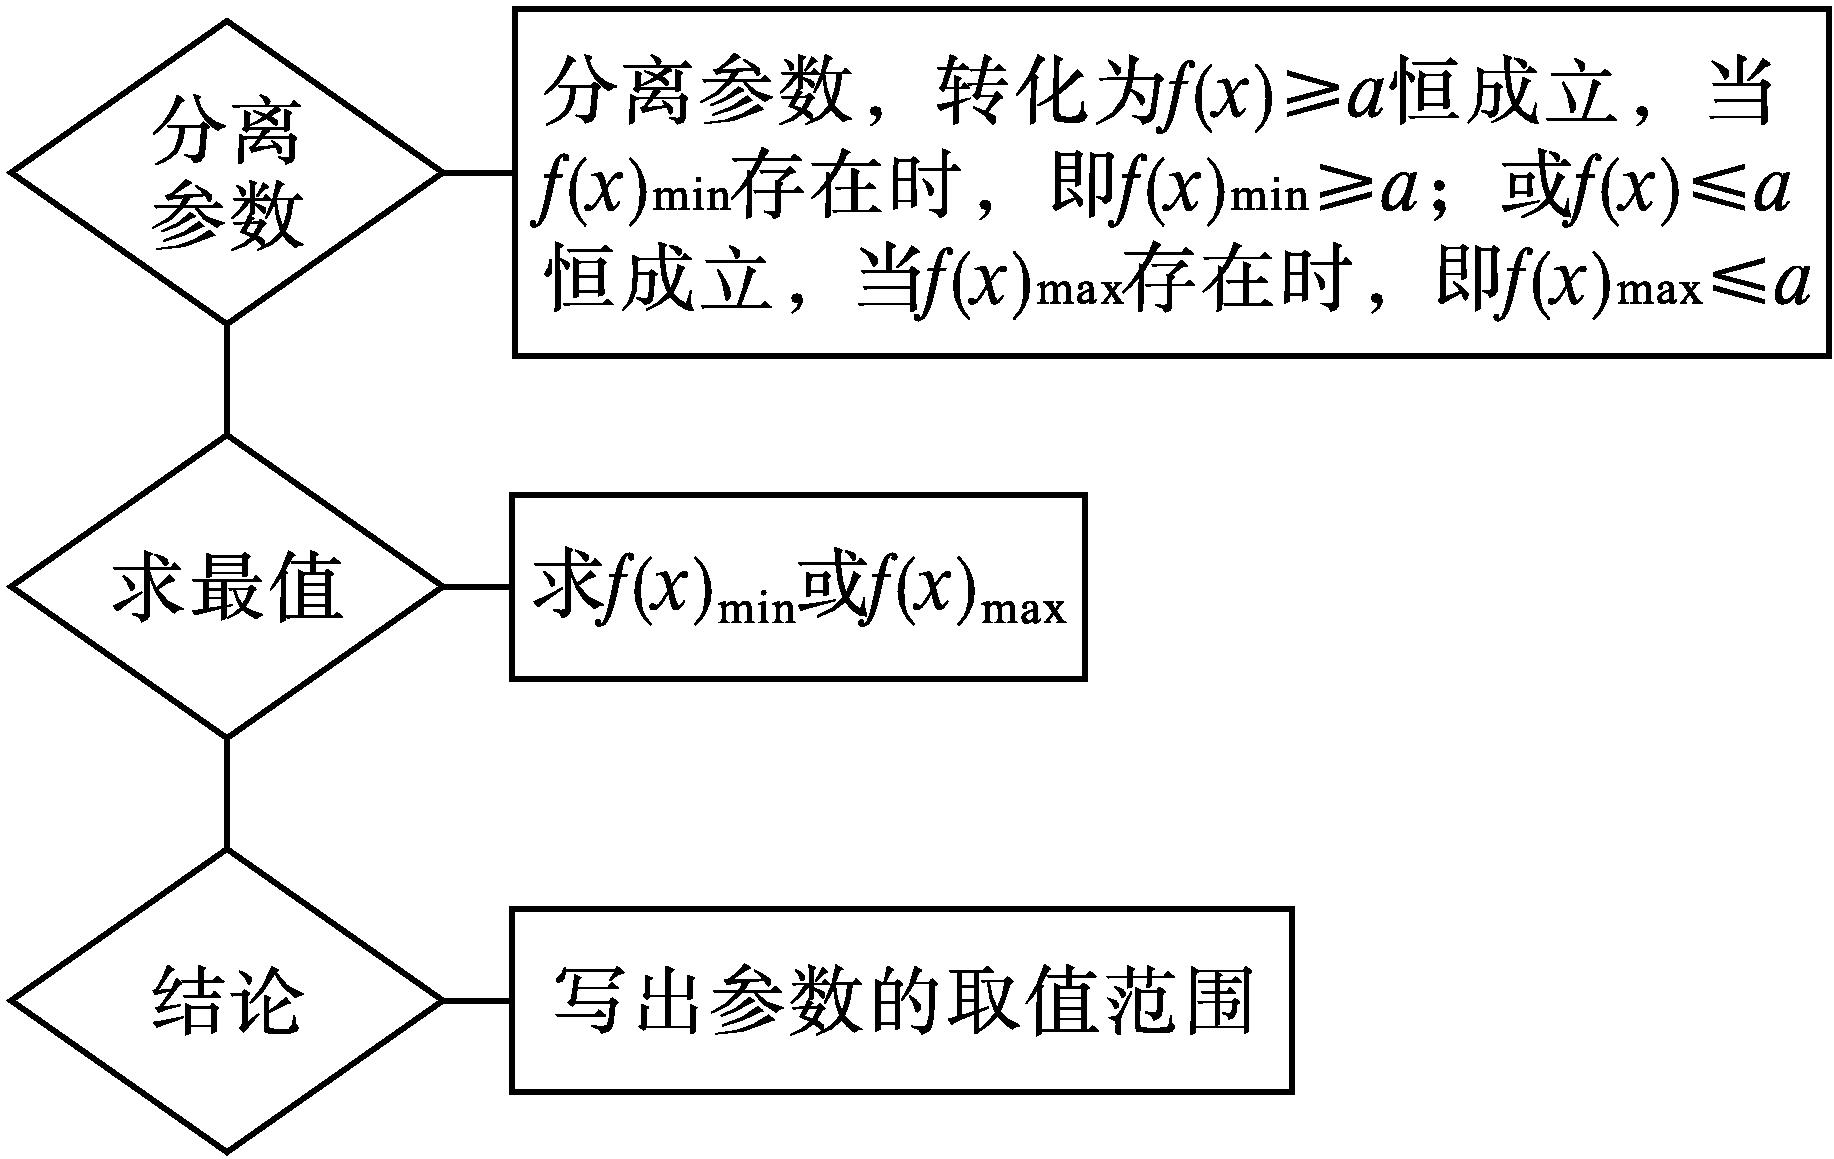 分离
参数
分离参数，转化为f(x)≥a恒成立，当
f(x)min存在时，即f(x)min≥a；或f(x)≤a
恒成立，当f(x)max存在时，即f(x)max≤a
求最值
求f(x)min或f(x)max
结论
写出参数的取值范围